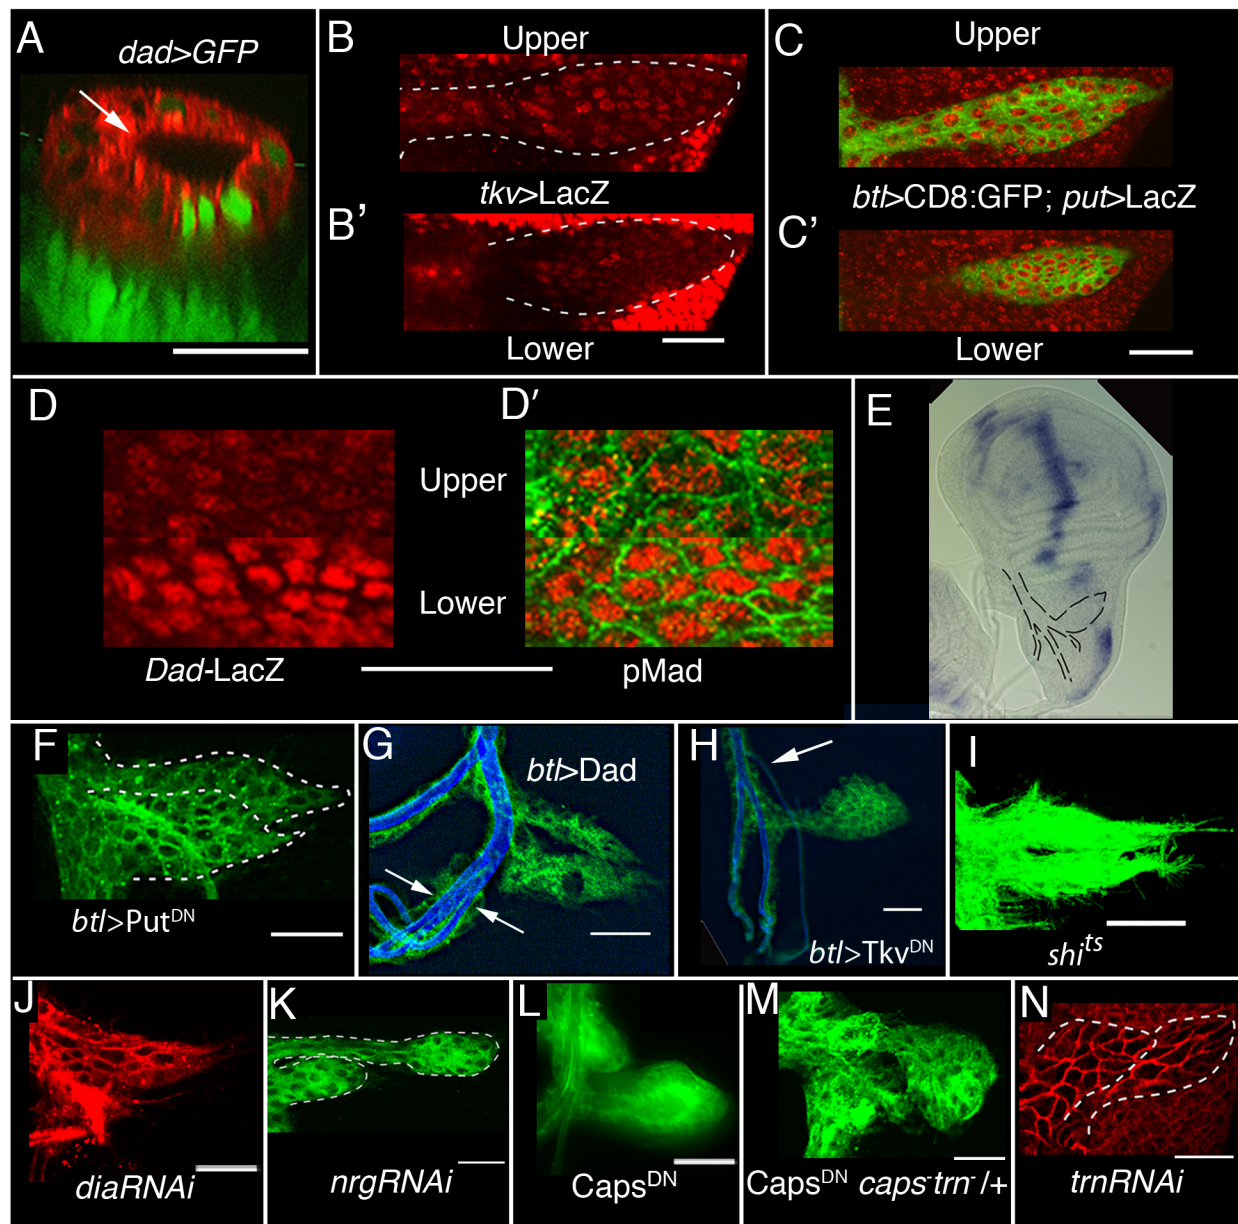 A
dad>GFP
B
Upper
tkv>LacZ
B'
Lower
C
Upper
btl>CD8:GFP; put>LacZ
C'
Lower
D
D'
Upper
Lower
Dad-LacZ
pMad
E
F
btl>Put^DN
G
btl>Dad
H
btl>Tkv^DN
I
shi^ts
J
diaRNAi
K
nrgRNAi
L
Caps^DN
M
Caps^DN caps^-trn^-/+
N
trnRNAi